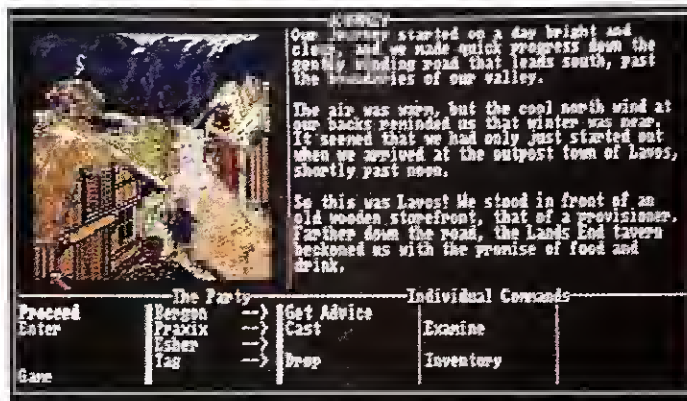 JOURNEY
Our journey started on a day bright and
clear, and we made quick progress down the
gently winding road that leads south, past
the boundaries of our valley.
The air was warm, but the cool north wind at
our backs reminded us that winter was near.
It seemed that we had only just started out
when we arrived at the outpost town of Lavos,
shortly past noon.
So this was Lavos! We stood in front of an
old wooden storefront, that of a provisioner.
Farther down the road, the Lands End tavern
beckoned us with the promise of food and
drink.
The Party Individual Commands
Proceed Bergon --> Get Advice
Enter Praxix --> Cast Examine
Esher -->
Tag --> Drop Inventory
Game